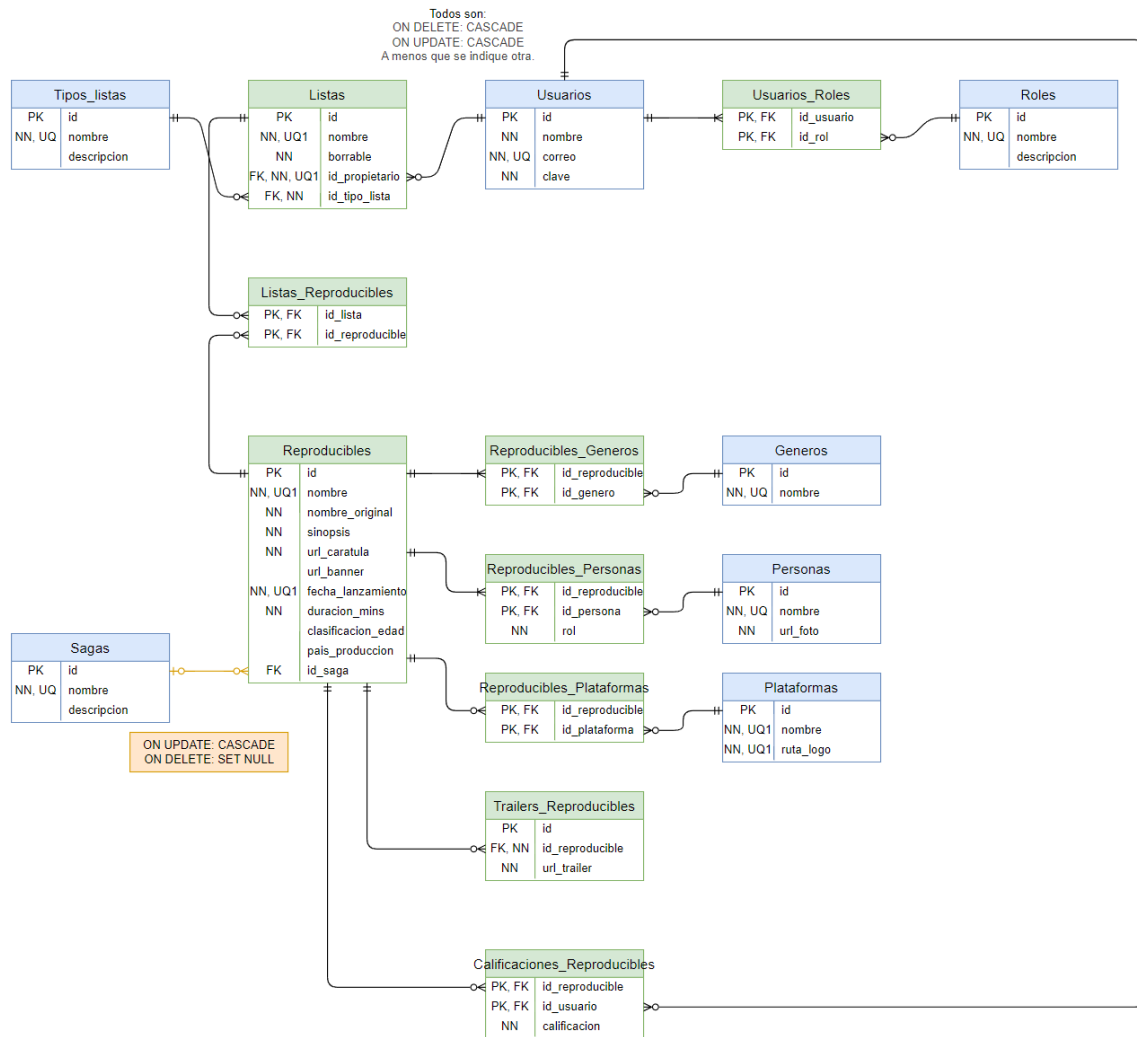 Todos son:
ON DELETE: CASCADE
ON UPDATE: CASCADE
A menos que se indique otra.
Tipos_listas
PK id
NN, UQ nombre
descripcion
Listas
PK id
NN, UQ1 nombre
NN borrable
FK, NN, UQ1 id_propietario
FK, NN id_tipo_lista
Usuarios
PK id
NN nombre
NN, UQ correo
NN clave
Usuarios_Roles
PK, FK id_usuario
PK, FK id_rol
Roles
PK id
NN, UQ nombre
descripcion
Listas_Reproducibles
PK, FK id_lista
PK, FK id_reproducible
Reproducibles
PK id
NN, UQ1 nombre
NN nombre_original
NN sinopsis
NN url_caratula
url_banner
NN, UQ1 fecha_lanzamiento
NN duracion_mins
clasificacion_edad
pais_produccion
FK id_saga
Reproducibles_Generos
PK, FK id_reproducible
PK, FK id_genero
Generos
PK id
NN, UQ nombre
Reproducibles_Personas
PK, FK id_reproducible
PK, FK id_persona
NN rol
Personas
PK id
NN, UQ nombre
NN url_foto
Sagas
PK id
NN, UQ nombre
descripcion
ON UPDATE: CASCADE
ON DELETE: SET NULL
Reproducibles_Plataformas
PK, FK id_reproducible
PK, FK id_plataforma
Plataformas
PK id
NN, UQ1 nombre
NN, UQ1 ruta_logo
Trailers_Reproducibles
PK id
FK, NN id_reproducible
NN url_trailer
Calificaciones_Reproducibles
PK, FK id_reproducible
PK, FK id_usuario
NN calificacion